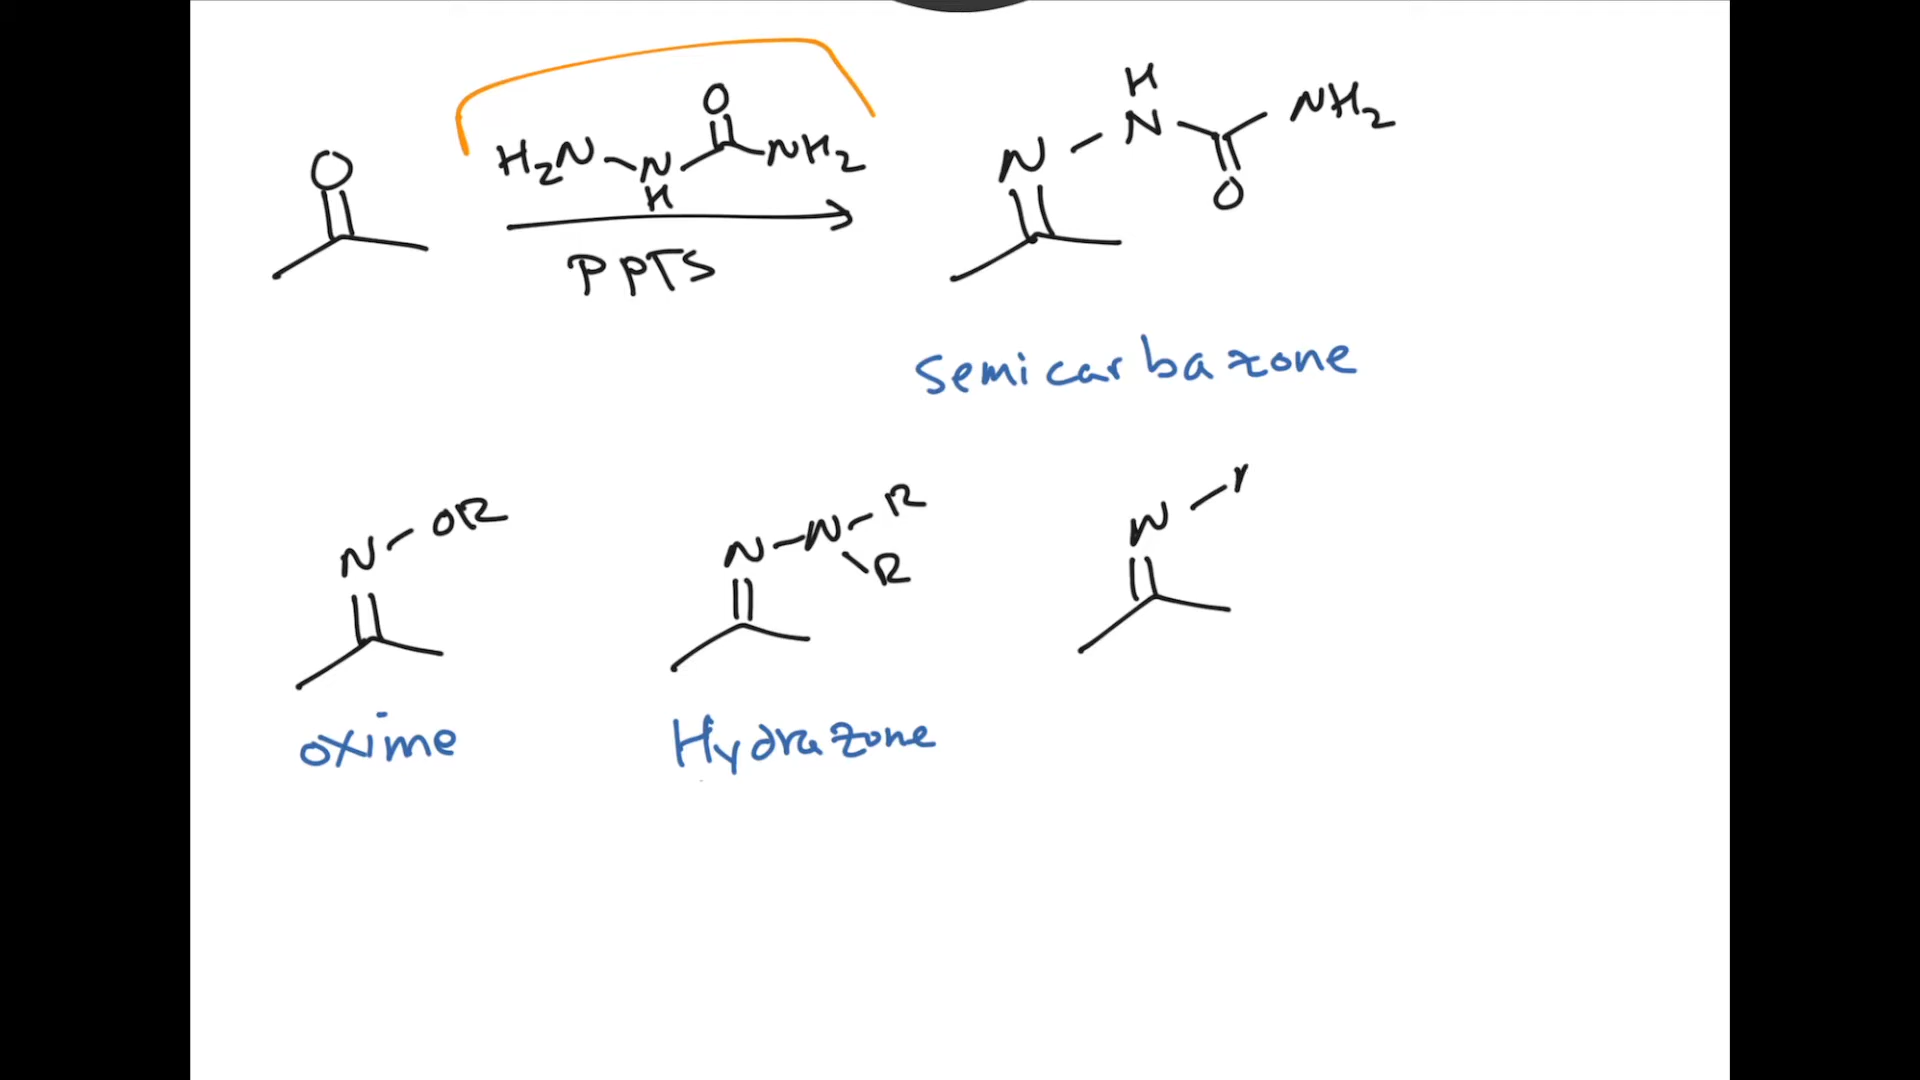 O
H₂N N H O NH₂
PPTS
N H N O NH₂
semicarbazone
N OR
N N R R
N r
oxime
Hydrazone